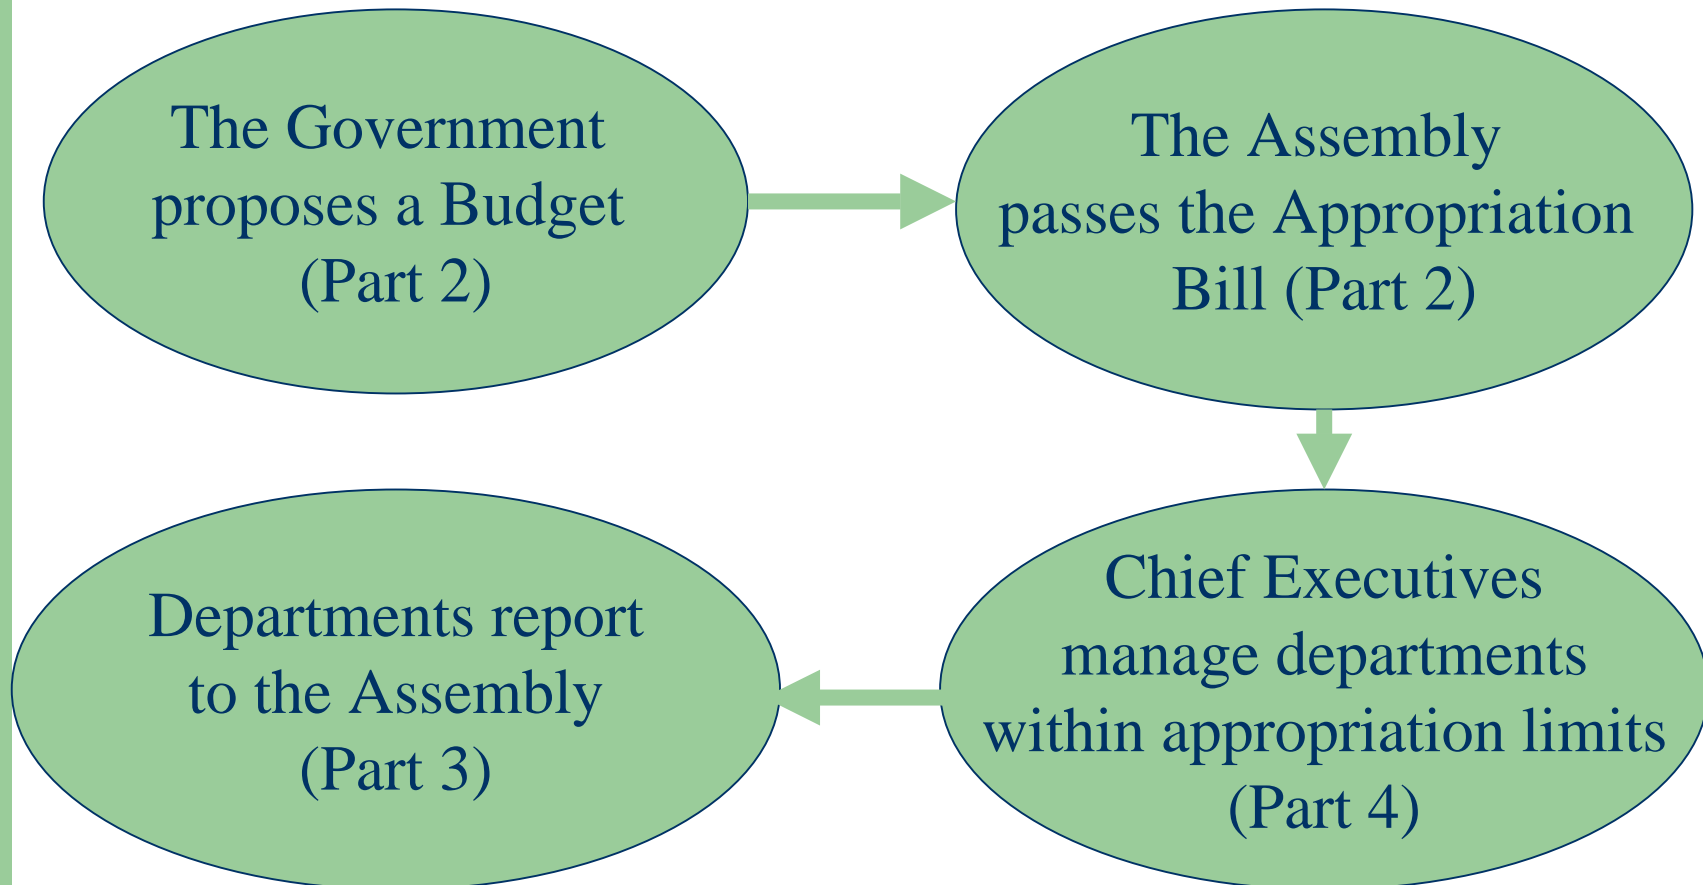 The Government
proposes a Budget
(Part 2)
The Assembly
passes the Appropriation
Bill (Part 2)
Chief Executives
manage departments
within appropriation limits
(Part 4)
Departments report
to the Assembly
(Part 3)